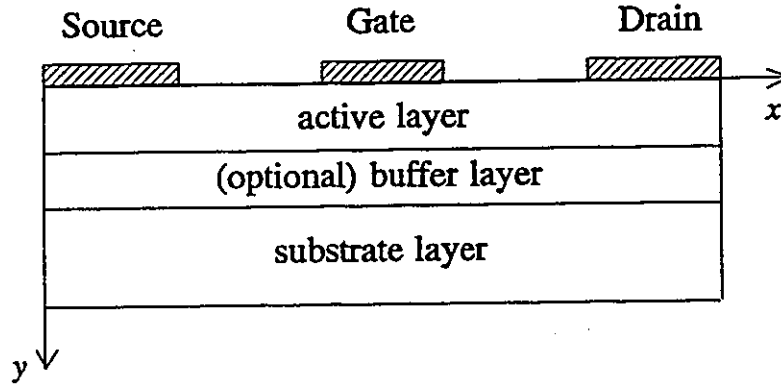 Source Gate Drain
x
active layer
(optional) buffer layer
substrate layer
y